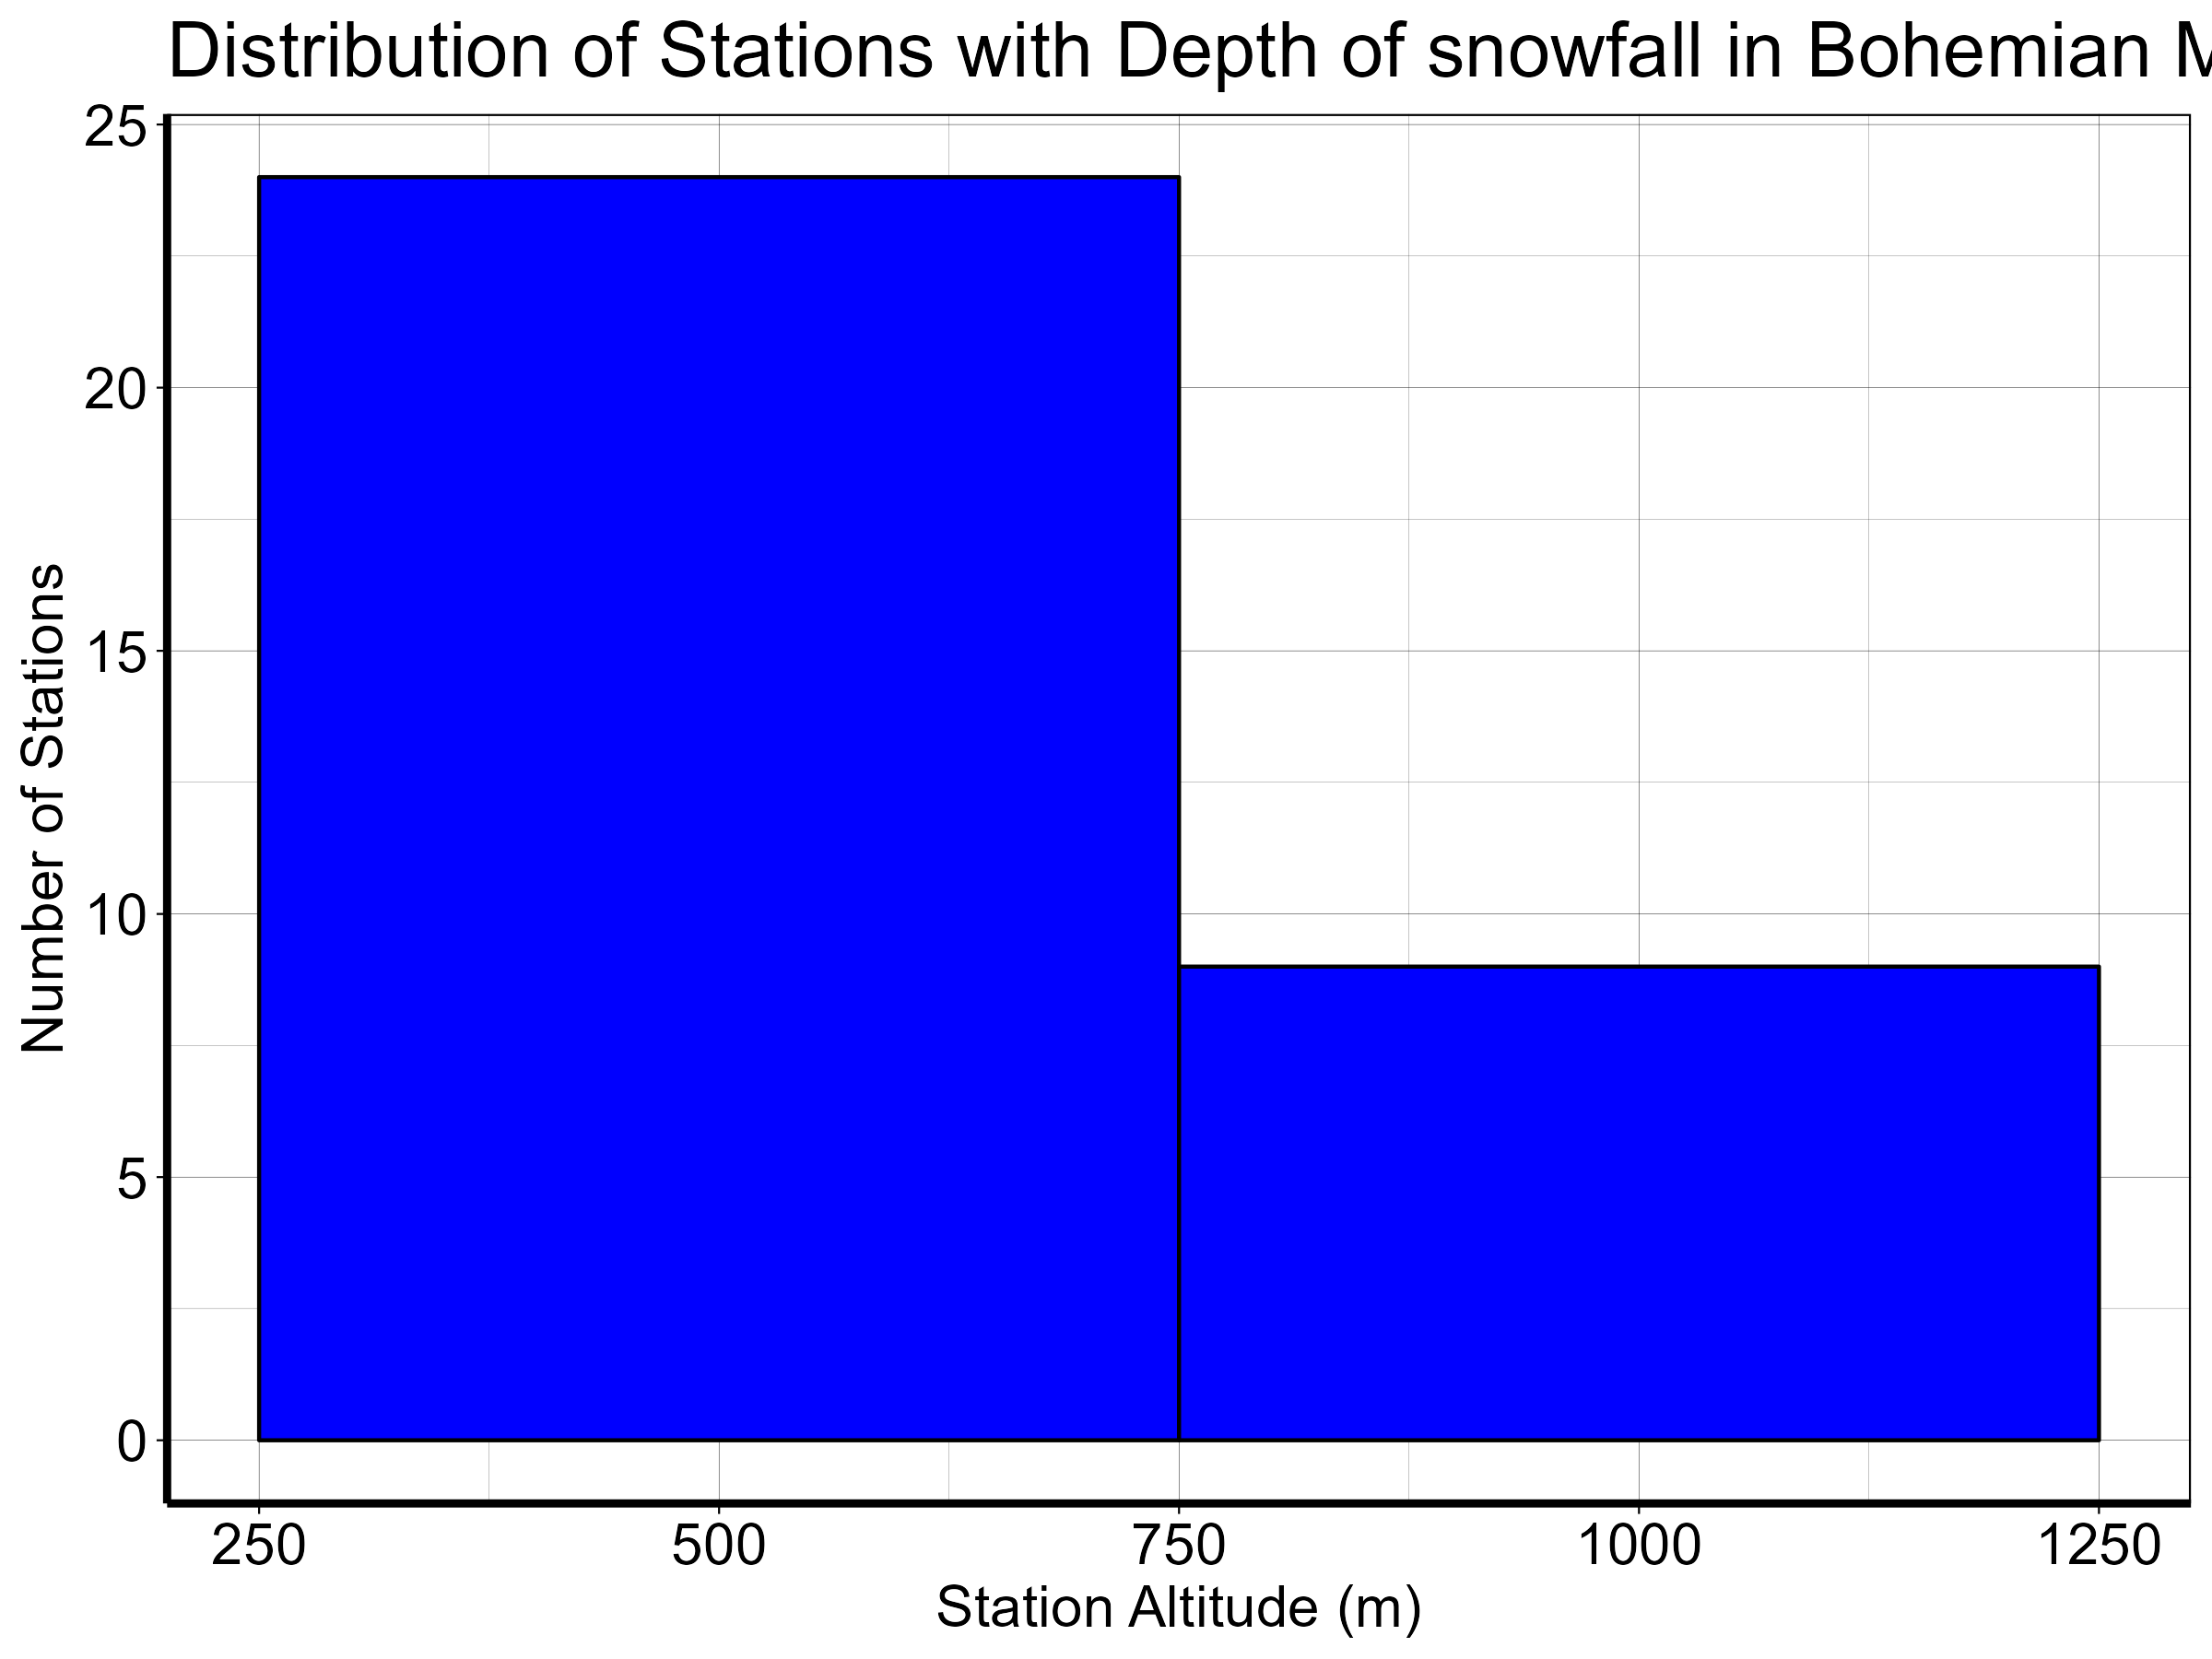 Distribution of Stations with Depth of snowfall in Bohemian
25
20
15
10
5
0
Number of Stations
250 500 750 1000 1250
Station Altitude (m)